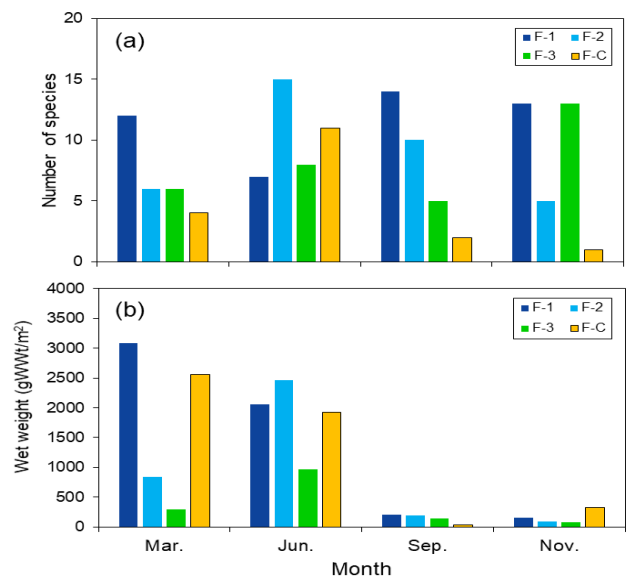 20
(a)
F-1 F-2
F-3 F-C
15
10
5
0
Number of species
4000
(b)
F-1 F-2
F-3 F-C
3500
3000
2500
2000
1500
1000
500
0
Wet weight (gWWt/m²)
Mar. Jun. Sep. Nov.
Month